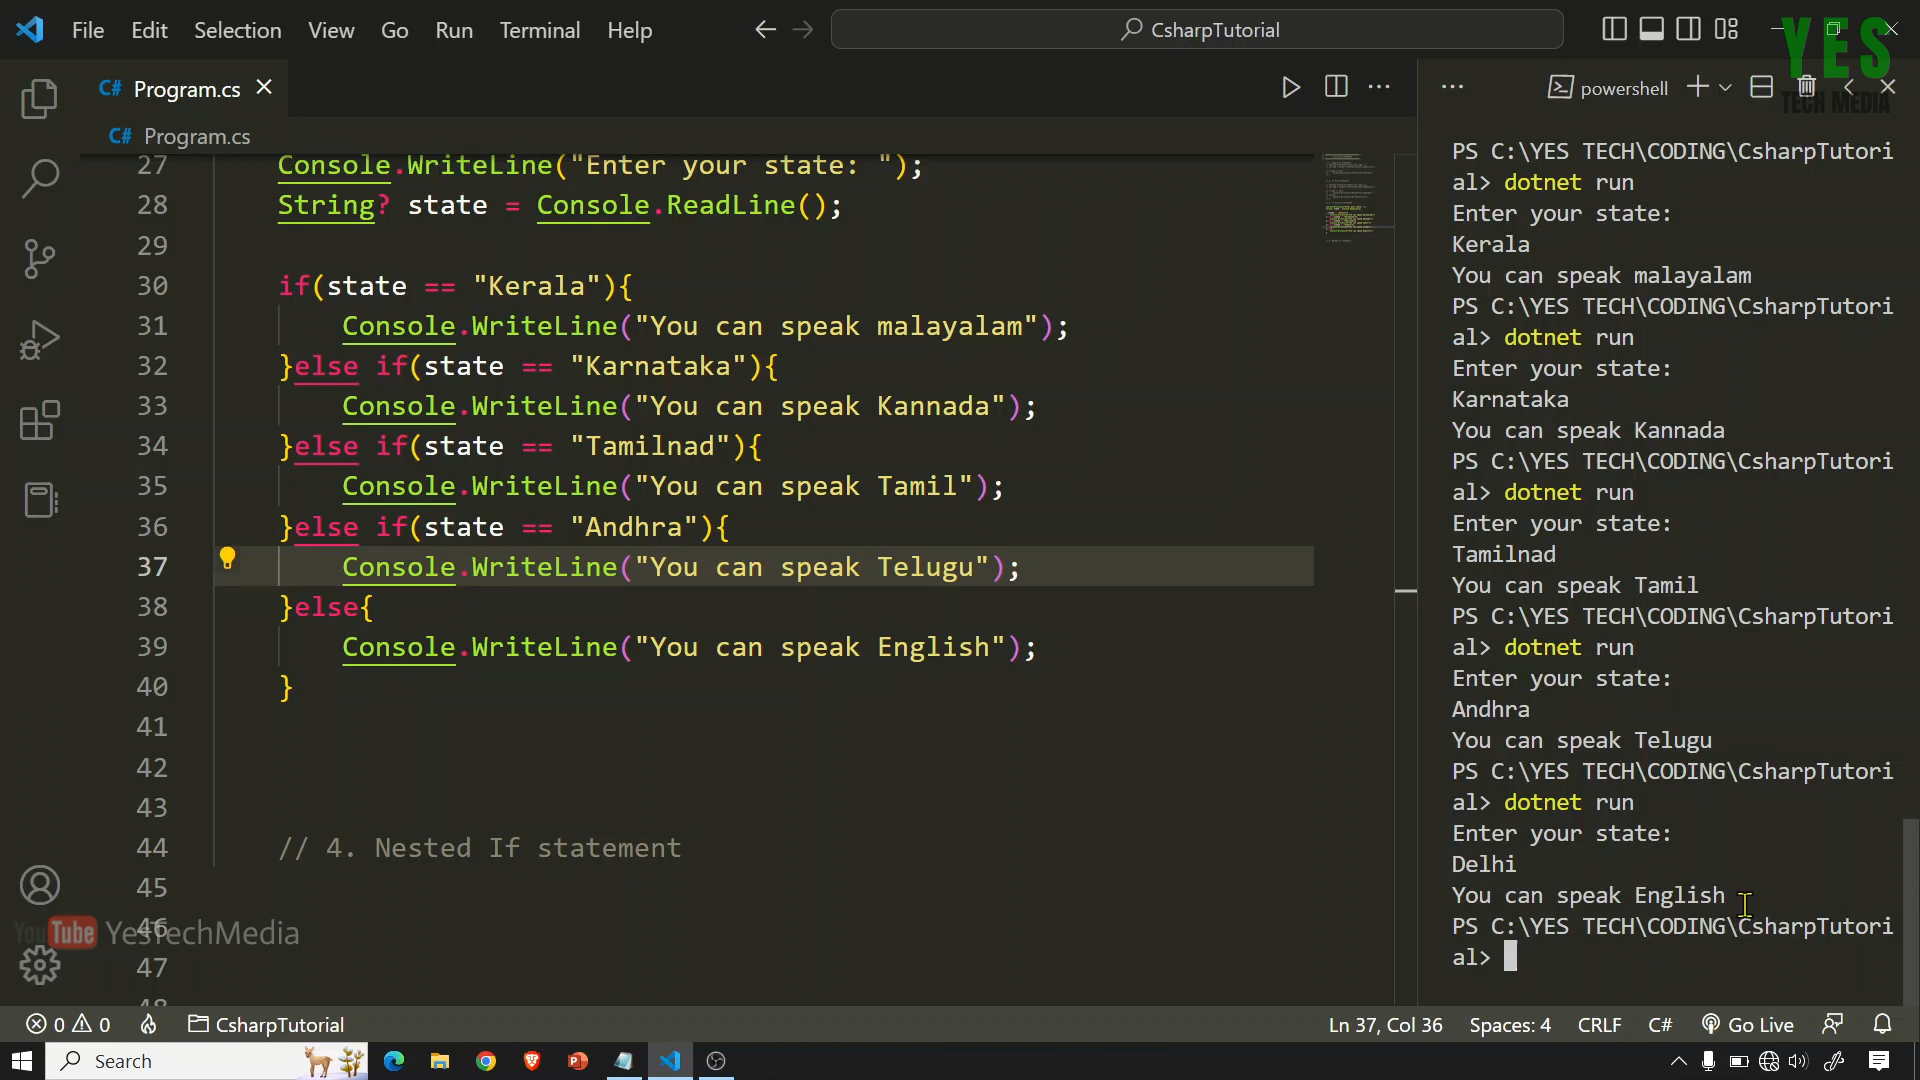 File Edit Selection View Go Run Terminal Help
CsharpTutorial
YES
TECH MEDIA
C# Program.cs
powershell
C# Program.cs
27 Console.WriteLine("Enter your state: ");
28 String? state = Console.ReadLine();
29
30 if(state == "Kerala"){
31 Console.WriteLine("You can speak malayalam");
32 }else if(state == "Karnataka"){
33 Console.WriteLine("You can speak Kannada");
34 }else if(state == "Tamilnad"){
35 Console.WriteLine("You can speak Tamil");
36 }else if(state == "Andhra"){
37 Console.WriteLine("You can speak Telugu");
38 }else{
39 Console.WriteLine("You can speak English");
40 }
41
42
43
44 // 4. Nested If statement
45
46
47
48
YouTube YesTechMedia
PS C:\YES TECH\CODING\CsharpTutori
al> dotnet run
Enter your state:
Kerala
You can speak malayalam
PS C:\YES TECH\CODING\CsharpTutori
al> dotnet run
Enter your state:
Karnataka
You can speak Kannada
PS C:\YES TECH\CODING\CsharpTutori
al> dotnet run
Enter your state:
Tamilnad
You can speak Tamil
PS C:\YES TECH\CODING\CsharpTutori
al> dotnet run
Enter your state:
Andhra
You can speak Telugu
PS C:\YES TECH\CODING\CsharpTutori
al> dotnet run
Enter your state:
Delhi
You can speak English
PS C:\YES TECH\CODING\CsharpTutori
al>
0 0 CsharpTutorial Ln 37, Col 36 Spaces: 4 CRLF C# Go Live
Search